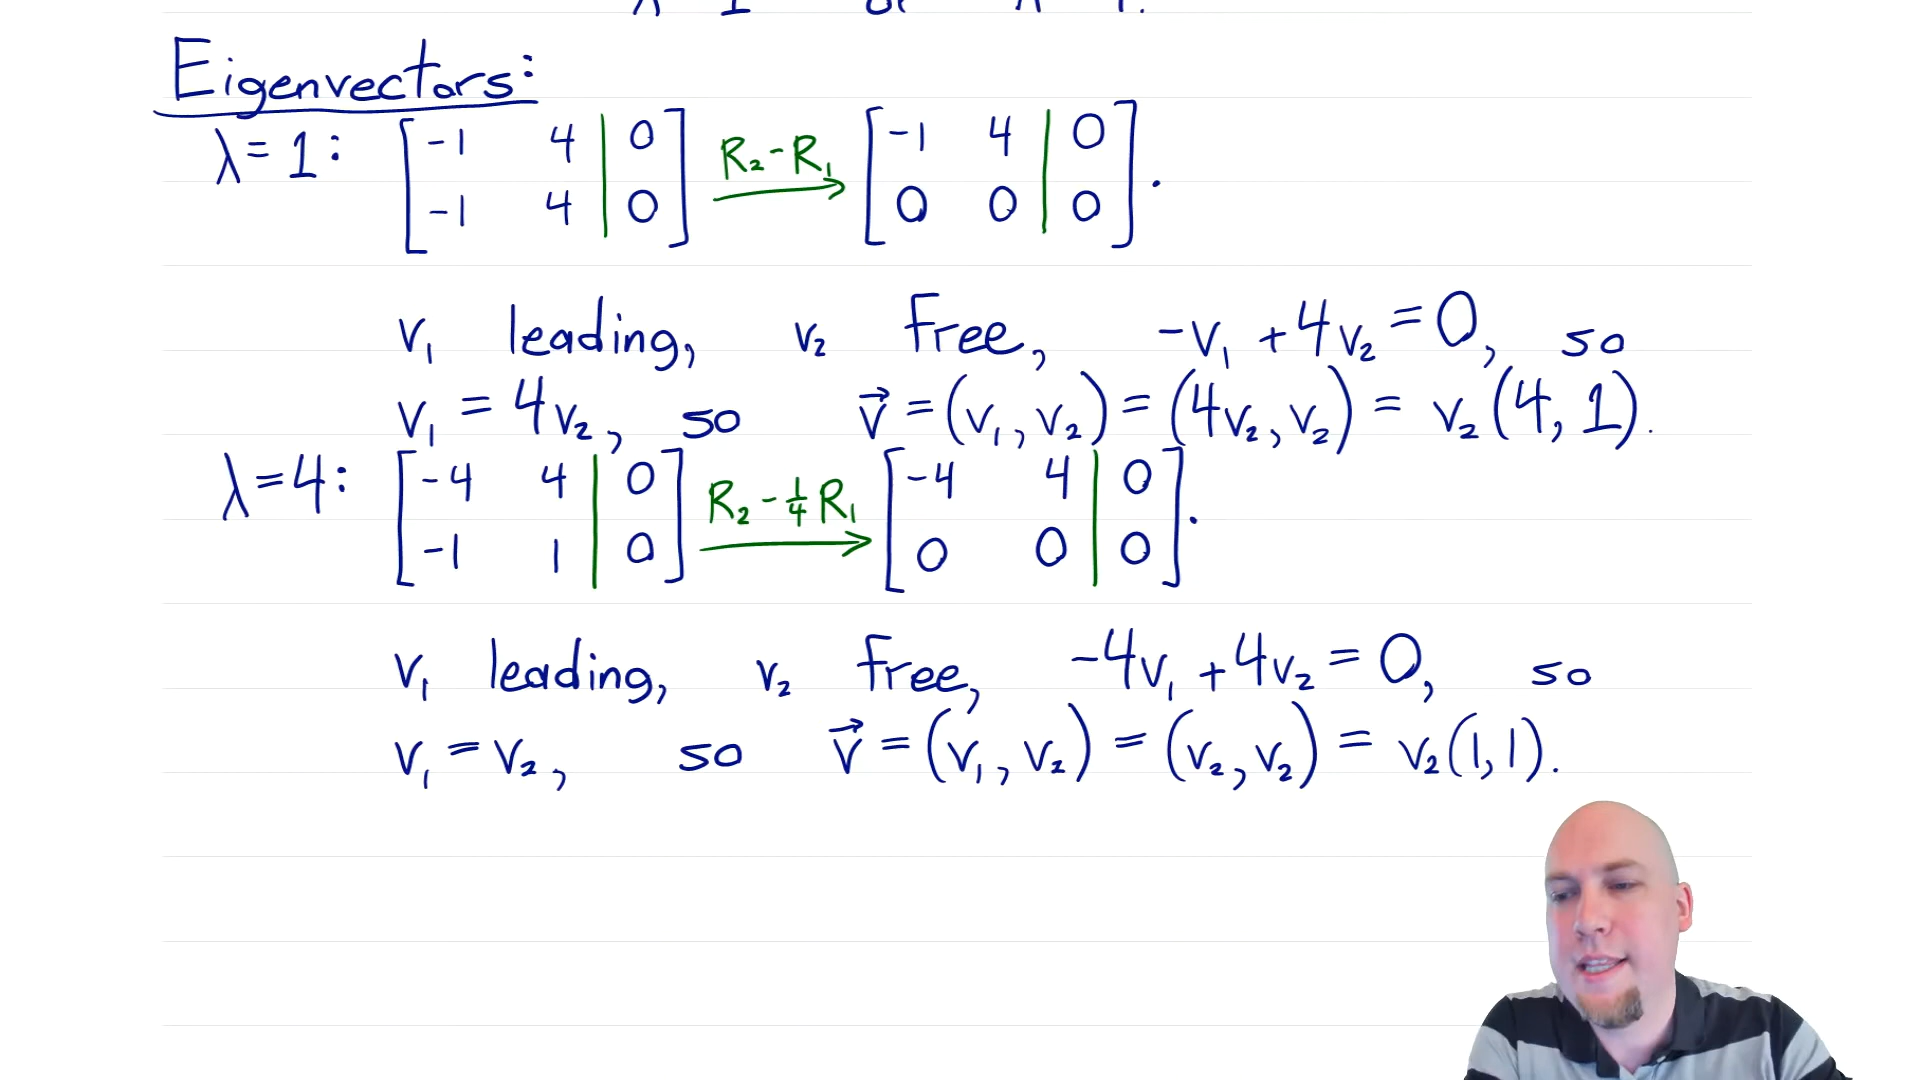 Eigenvectors:
λ=1: [-1 4 | 0] R₂-R₁ [-1 4 | 0].
[-1 4 | 0] [0 0 | 0]
v₁ leading, v₂ free, -v₁+4v₂=0, so
v₁=4v₂, so v⃗=(v₁,v₂)=(4v₂,v₂)=v₂(4,1).
λ=4: [-4 4 | 0] R₂-¼R₁ [-4 4 | 0].
[-1 1 | 0] [0 0 | 0]
v₁ leading, v₂ free, -4v₁+4v₂=0, so
v₁=v₂, so v⃗=(v₁,v₂)=(v₂,v₂)=v₂(1,1).